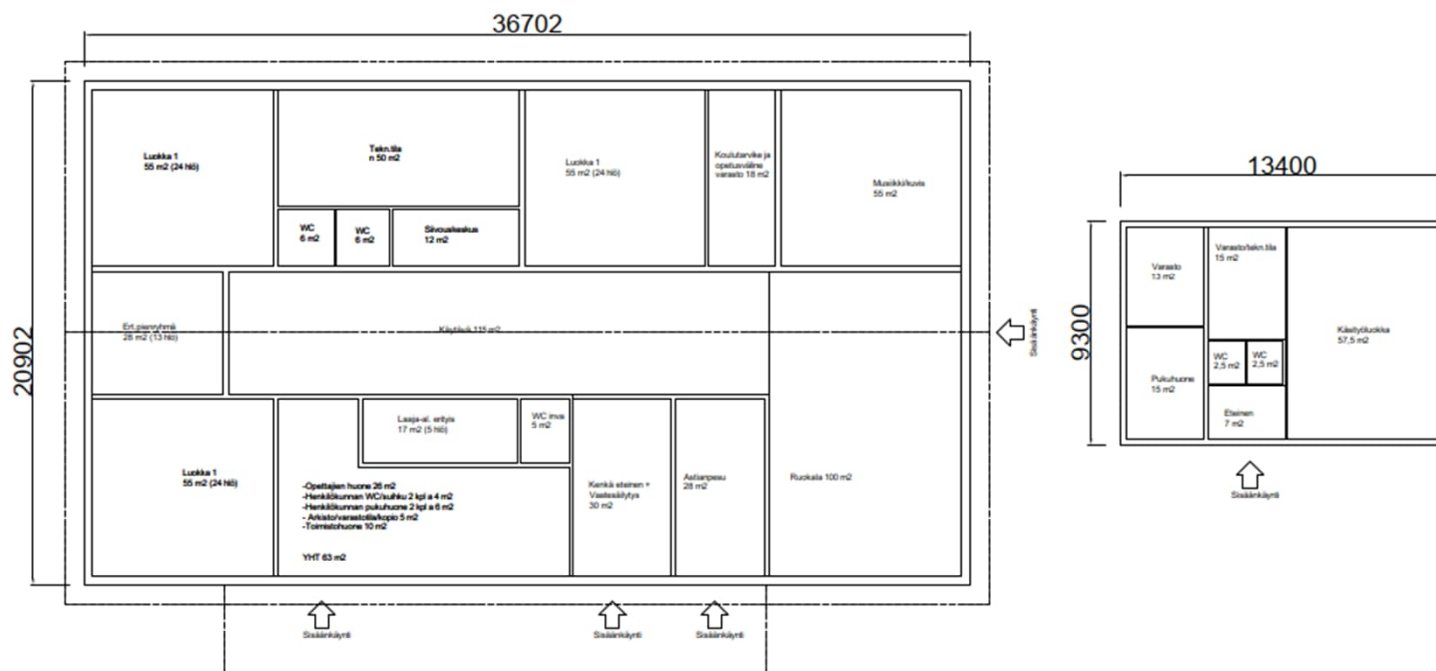 36702
Luokka 1
55 m2 (24 hlö)
Tekn.tila
n 50 m2
Luokka 1
55 m2 (24 hlö)
Koulutarvike ja
opetusväline
varasto 18 m2
Musiikki/kuvis
55 m2
WC
6 m2
WC
6 m2
Siivouskeskus
12 m2
20902
Ert.pienryhmä
28 m2 (13 hlö)
Käytävä 115 m2
Sisäänkäynti
Luokka 1
55 m2 (24 hlö)
Laaja-al. erityis
17 m2 (5 hlö)
WC inva
5 m2
-Opettajien huone 26 m2
-Henkilökunnan WC/suihku 2 kpl a 4 m2
-Henkilökunnan pukuhuone 2 kpl a 6 m2
- Arkisto/varastotila/kopio 5 m2
-Toimistohuone 10 m2
YHT 63 m2
Kenkä eteinen +
Vaatesäilytys
30 m2
Astianpesu
28 m2
Ruokala 100 m2
Sisäänkäynti
Sisäänkäynti
Sisäänkäynti
13400
9300
Varasto
13 m2
Varasto/tekn.tila
15 m2
Käsityöluokka
57,5 m2
WC
2,5 m2
WC
2,5 m2
Pukuhuone
15 m2
Eteinen
7 m2
Sisäänkäynti